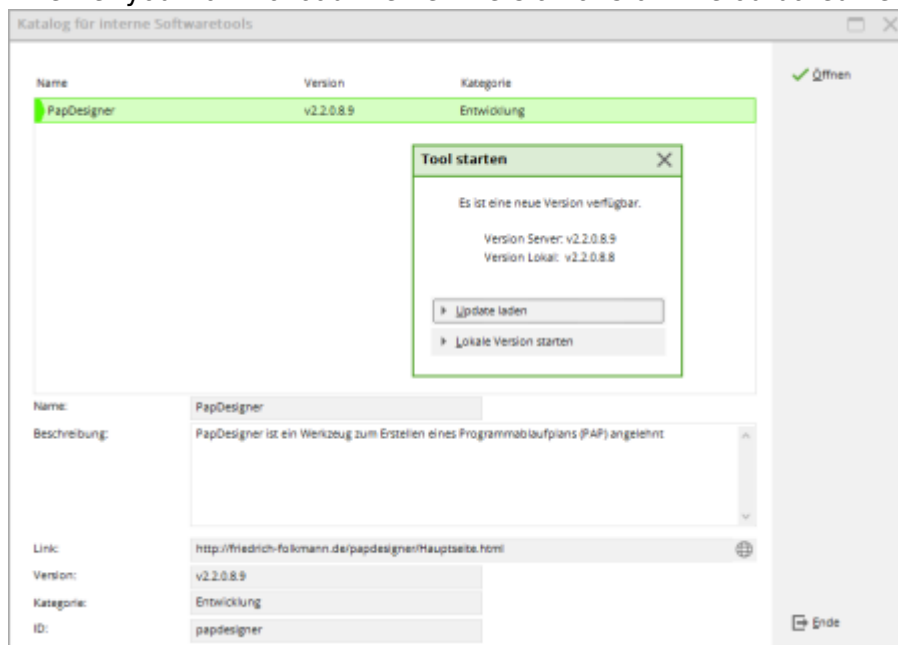 Katalog für interne Softwaretools
Name Version Kategorie
PapDesigner v2.2.0.8.9 Entwicklung
Öffnen
Tool starten
Es ist eine neue Version verfügbar.
Version Server: v2.2.0.8.9
Version Lokal: v2.2.0.8.8
Update laden
Lokale Version starten
Name: PapDesigner
Beschreibung: PapDesigner ist ein Werkzeug zum Erstellen eines Programmablaufplans (PAP) angelehnt
Link: http://friedrich-folkmann.de/papdesigner/Hauptseite.html
Version: v2.2.0.8.9
Kategorie: Entwicklung
ID: papdesigner
Ende